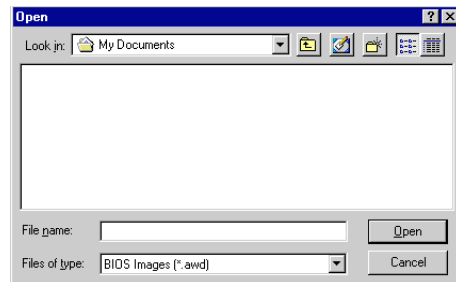 Open
Look in: My Documents
File name: Open
Files of type: BIOS Images (*.awd) Cancel